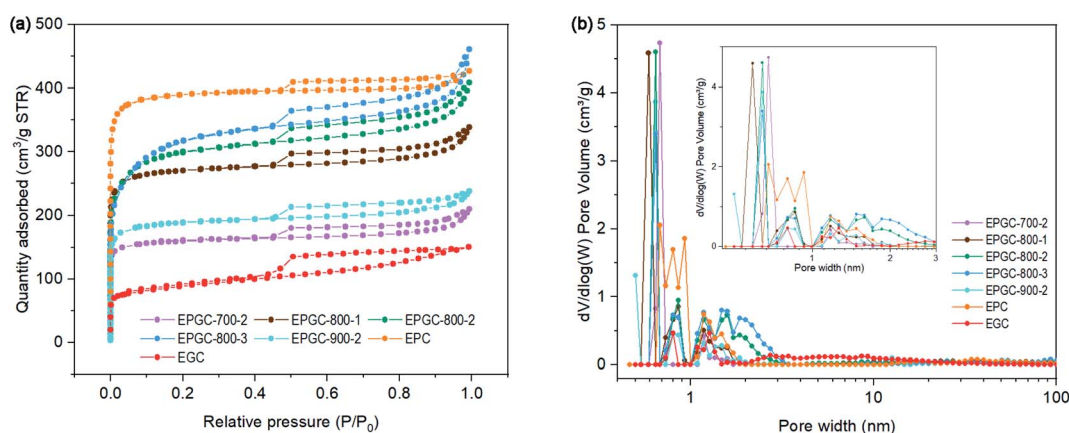 (a)
500
400
300
200
100
0
Quantity adsorbed (cm³/g STR)
EPGC-700-2 EPGC-800-1 EPGC-800-2
EPGC-800-3 EPGC-900-2 EPC
EGC
0.0 0.2 0.4 0.6 0.8 1.0
Relative pressure (P/P₀)
(b)
5
4
3
2
1
0
dV/dlog(W) Pore Volume (cm³/g)
4
2
0
dV/dlog(W) Pore Volume (cm³/g)
1 2 3
Pore width (nm)
EPGC-700-2
EPGC-800-1
EPGC-800-2
EPGC-800-3
EPGC-900-2
EPC
EGC
1 10 100
Pore width (nm)